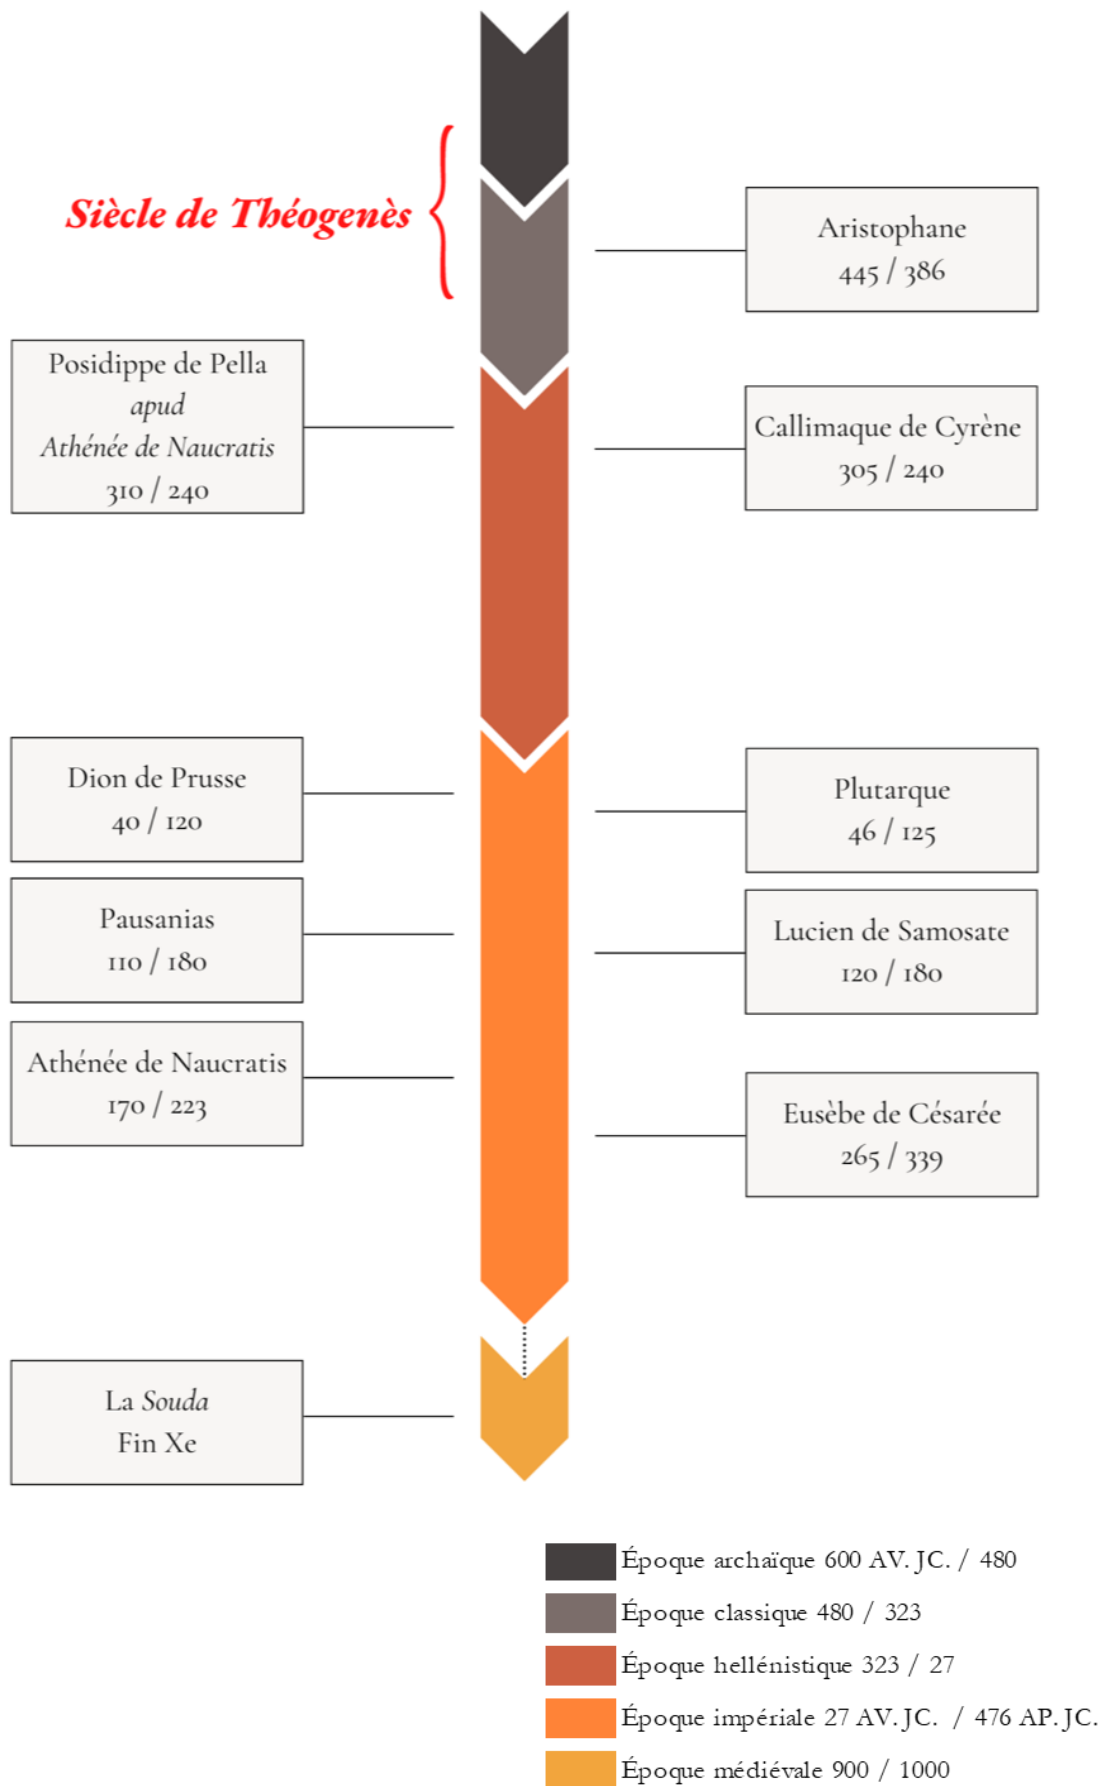 Siècle de Théogenès
Aristophane
445 / 386
Posidippe de Pella
apud
Athénée de Naucratis
310 / 240
Callimaque de Cyrène
305 / 240
Dion de Prusse
40 / 120
Plutarque
46 / 125
Pausanias
110 / 180
Lucien de Samosate
120 / 180
Athénée de Naucratis
170 / 223
Eusèbe de Césarée
265 / 339
La Souda
Fin Xe
Époque archaïque 600 AV. JC. / 480
Époque classique 480 / 323
Époque hellénistique 323 / 27
Époque impériale 27 AV. JC. / 476 AP. JC.
Époque médiévale 900 / 1000